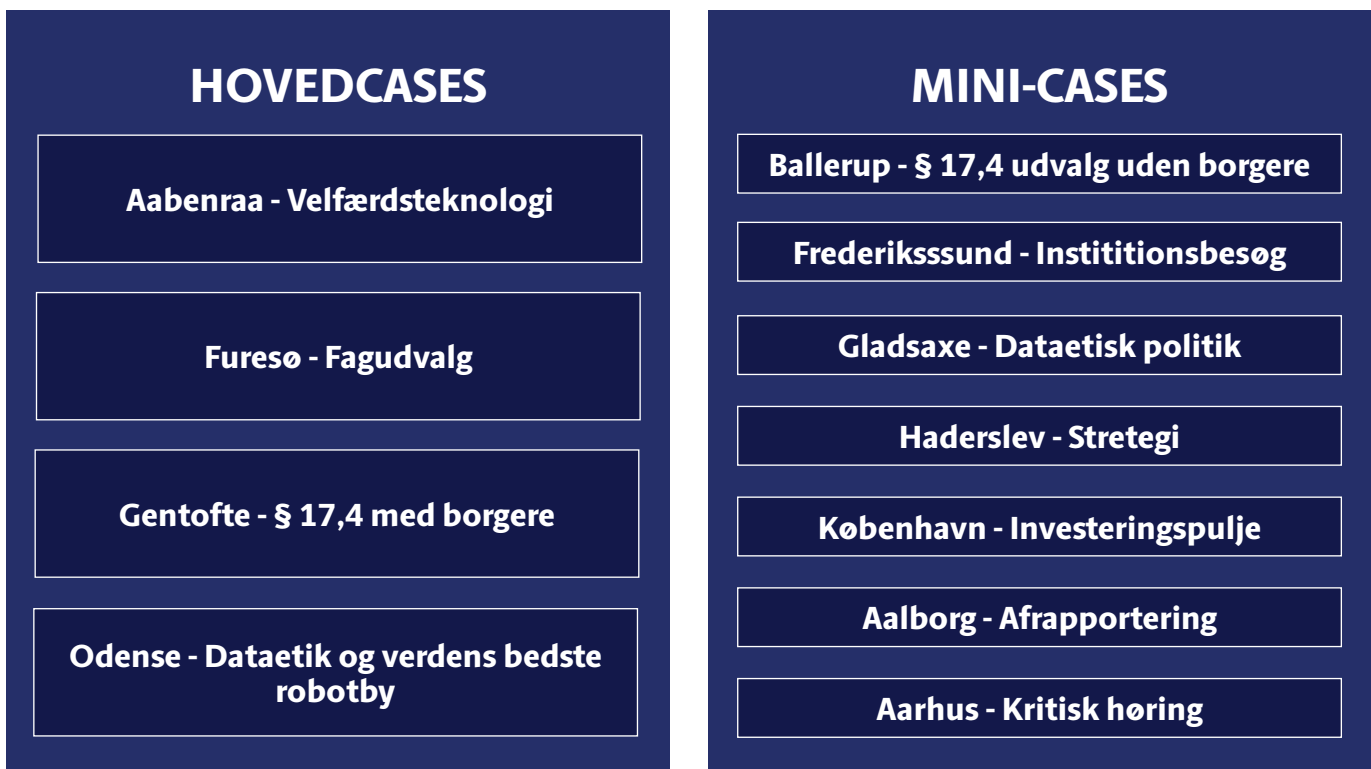 HOVEDCASES
Aabenraa - Velfærdsteknologi
Furesø - Fagudvalg
Gentofte - § 17,4 med borgere
Odense - Dataetik og verdens bedste
robotby
MINI-CASES
Ballerup - § 17,4 udvalg uden borgere
Frederiksssund - Instititionsbesøg
Gladsaxe - Dataetisk politik
Haderslev - Stretegi
København - Investeringspulje
Aalborg - Afrapportering
Aarhus - Kritisk høring